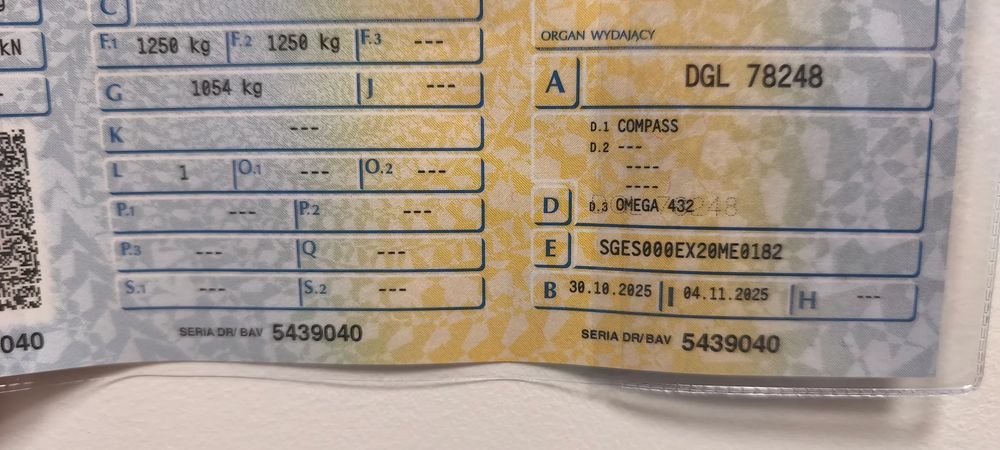 g
kN
-
040
C
F.1 1250 kg F.2 1250 kg F.3 ---
G 1054 kg J ---
K ---
L 1 O.1 --- O.2 ---
P.1 --- P.2 ---
P.3 --- Q ---
S.1 --- S.2 ---
SERIA DR/BAV 5439040
ORGAN WYDAJĄCY
A DGL 78248
D.1 COMPASS
D.2 ---
----
----
D D.3 OMEGA 432
E SGES000EX20ME0182
B 30.10.2025 I 04.11.2025 H ---
SERIA DR/BAV 5439040